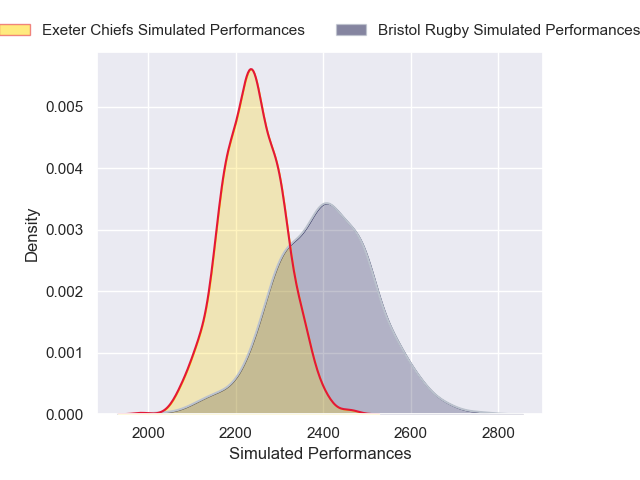 Exeter Chiefs Simulated Performances Bristol Rugby Simulated Performances
0.005
0.004
0.003
0.002
0.001
0.000
Density
2000 2200 2400 2600 2800
Simulated Performances